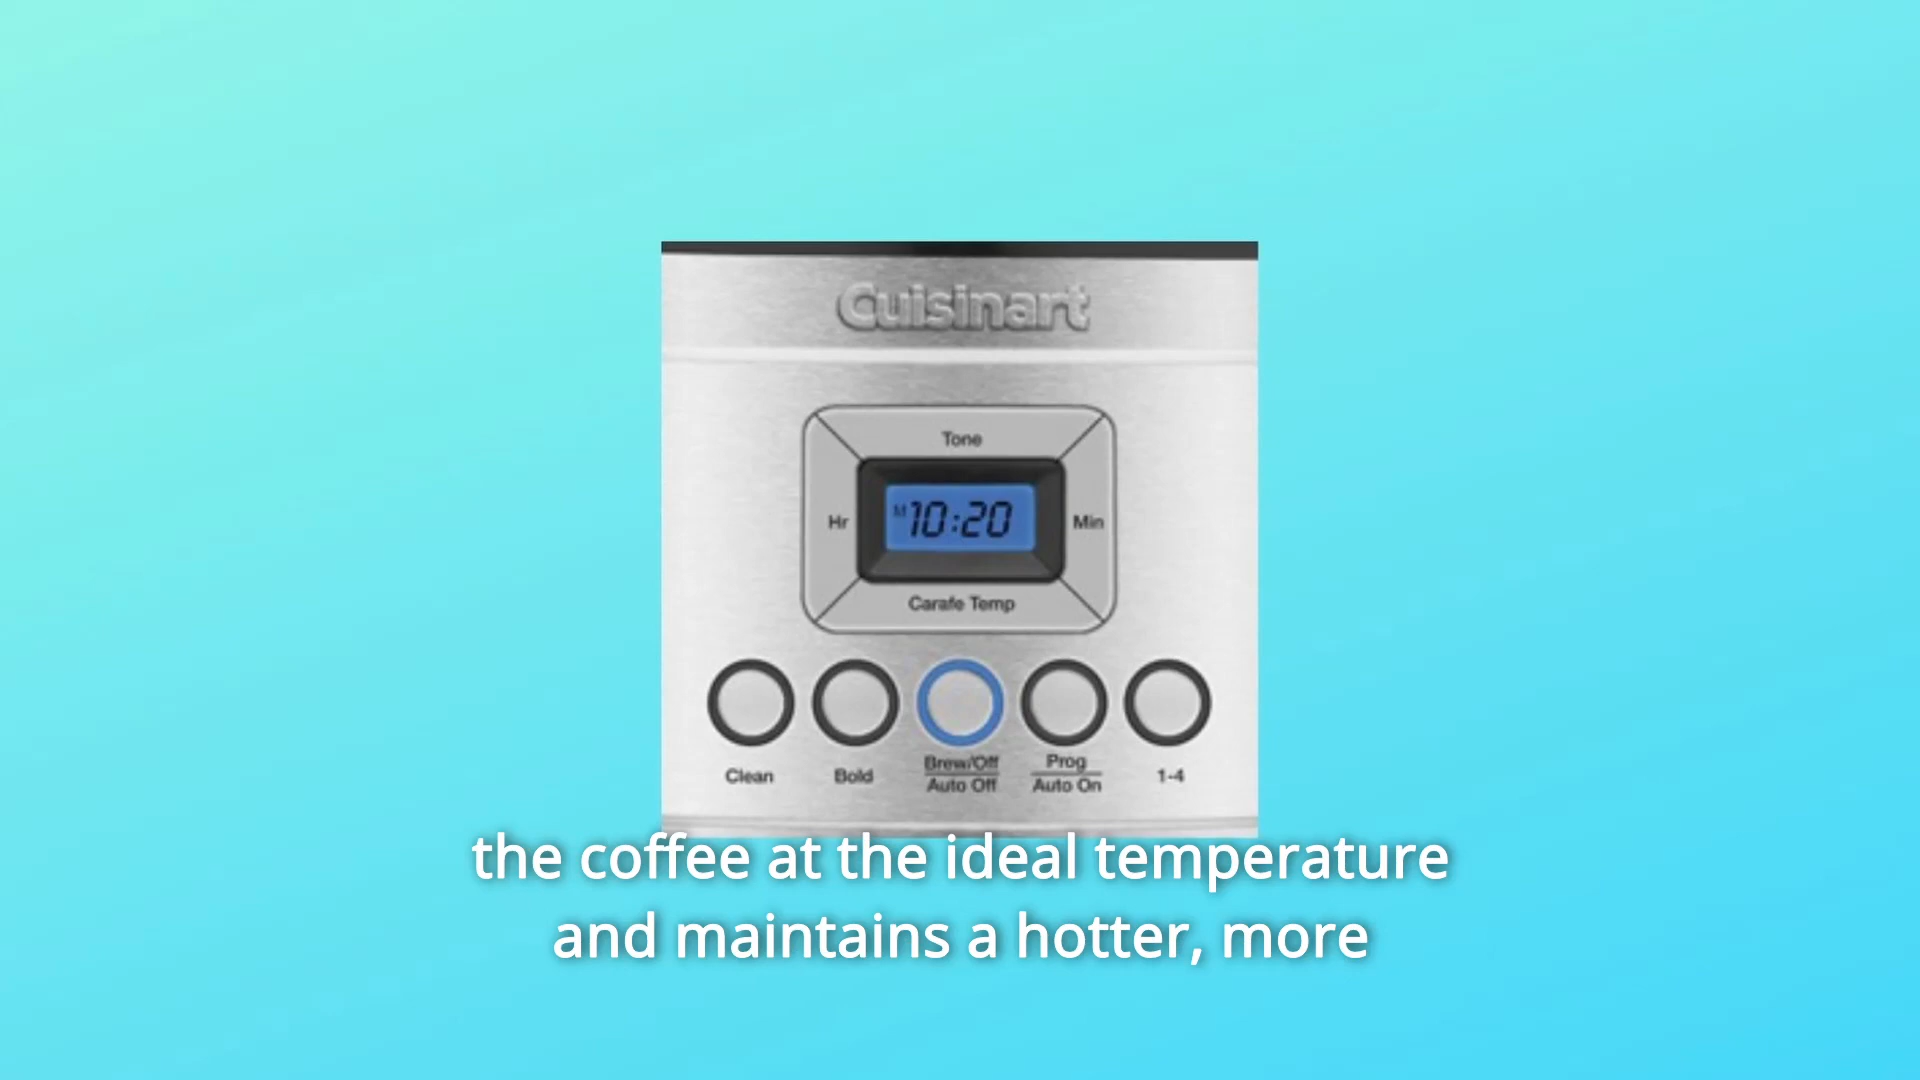 Cuisinart
Tone
Hr
M 10:20
Min
Carafe Temp
Clean
Bold
Brew/Off
Auto Off
Prog
Auto On
1-4
the coffee at the ideal temperature
and maintains a hotter, more